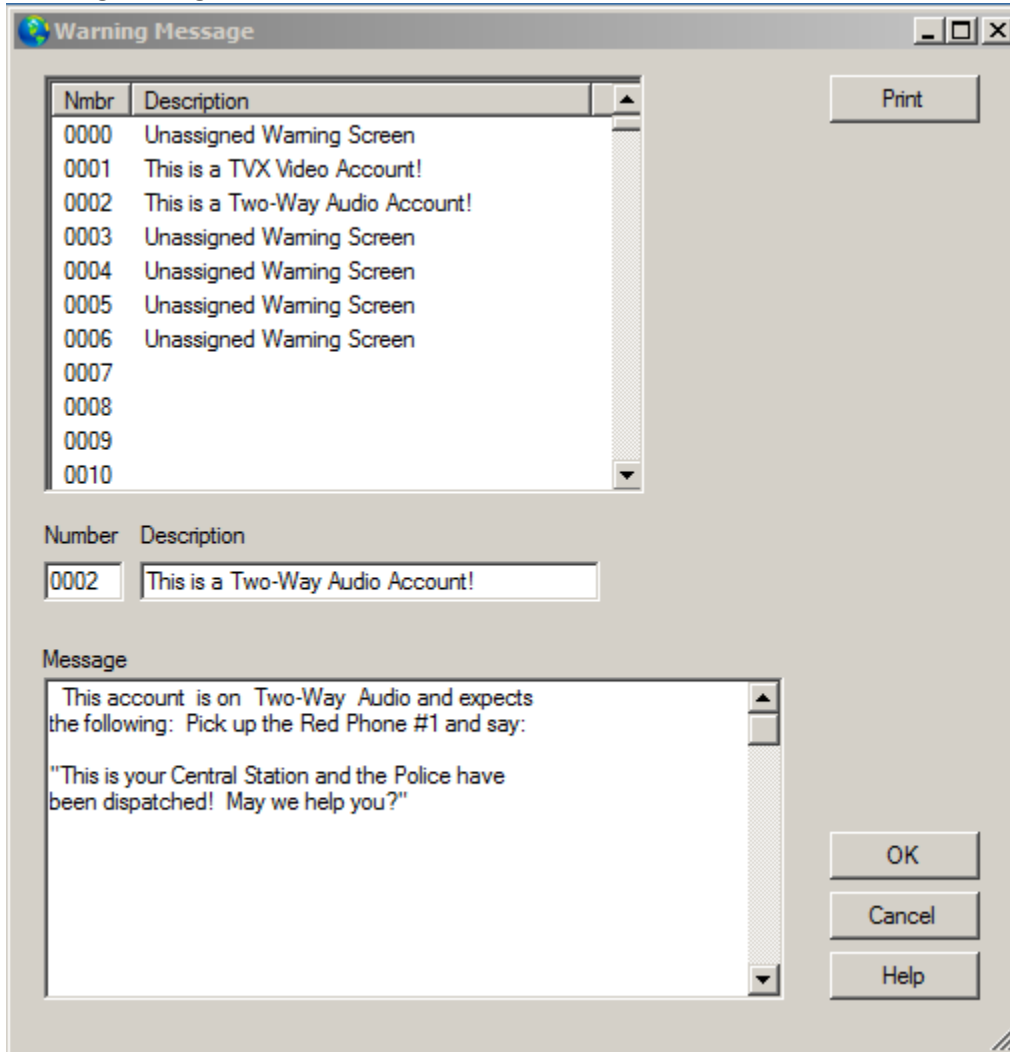 Warning Message
Print
Nmbr Description
0000 Unassigned Warning Screen
0001 This is a TVX Video Account!
0002 This is a Two-Way Audio Account!
0003 Unassigned Warning Screen
0004 Unassigned Warning Screen
0005 Unassigned Warning Screen
0006 Unassigned Warning Screen
0007
0008
0009
0010
Number Description
0002 This is a Two-Way Audio Account!
Message
This account is on Two-Way Audio and expects
the following: Pick up the Red Phone #1 and say:
"This is your Central Station and the Police have
been dispatched! May we help you?"
OK
Cancel
Help